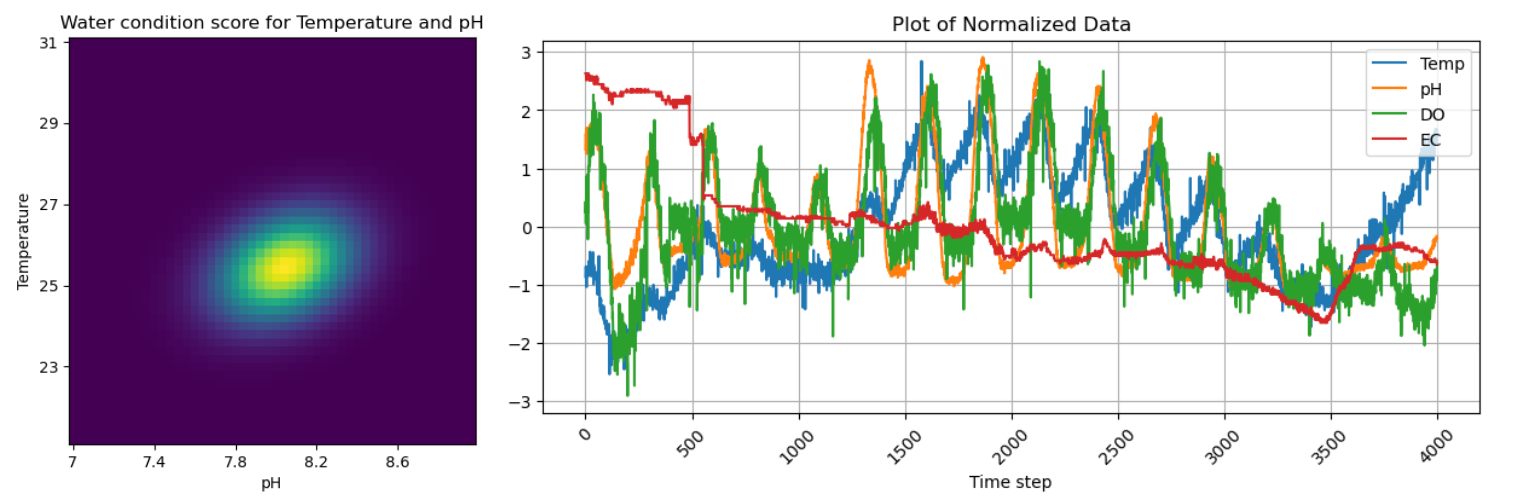 Water condition score for Temperature and pH
31
29
27
25
23
Temperature
7
7.4
7.8
8.2
8.6
pH
Plot of Normalized Data
3
2
1
0
−1
−2
−3
Temp
pH
DO
EC
0
500
1000
1500
2000
2500
3000
3500
4000
Time step